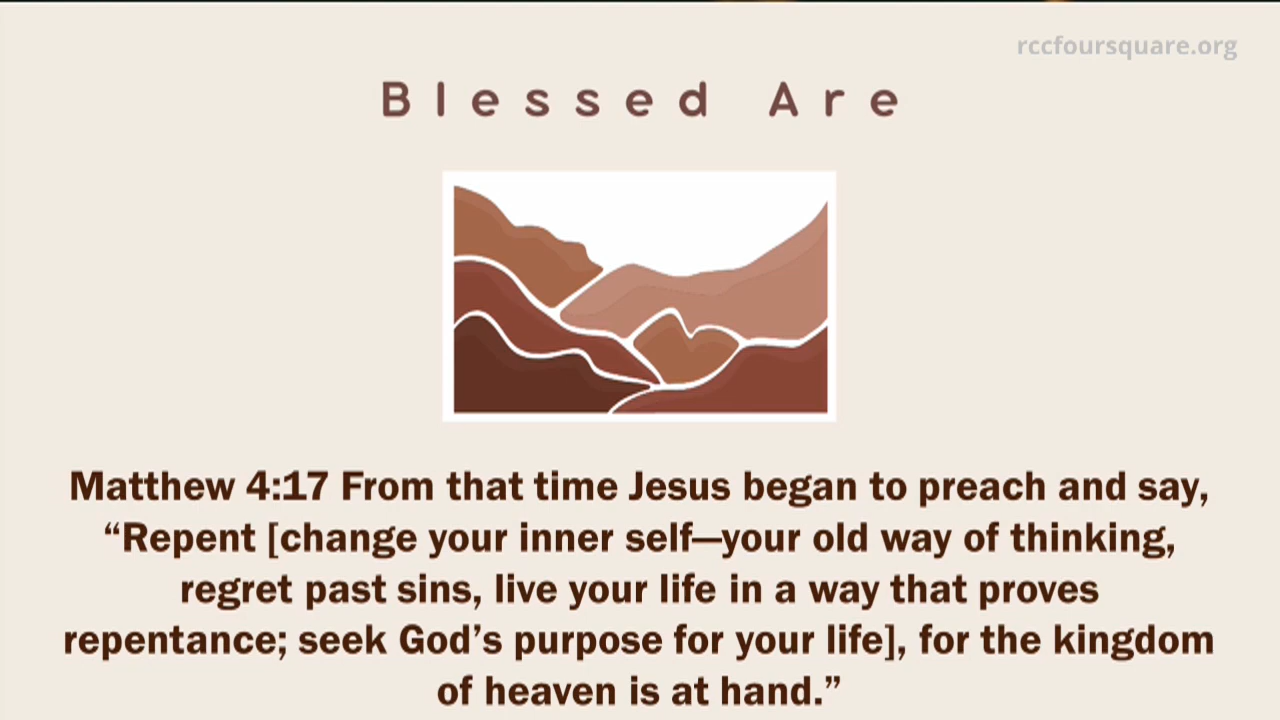 rccfoursquare.org
Blessed Are
Matthew 4:17 From that time Jesus began to preach and say,
“Repent [change your inner self—your old way of thinking,
regret past sins, live your life in a way that proves
repentance; seek God’s purpose for your life], for the kingdom
of heaven is at hand.”